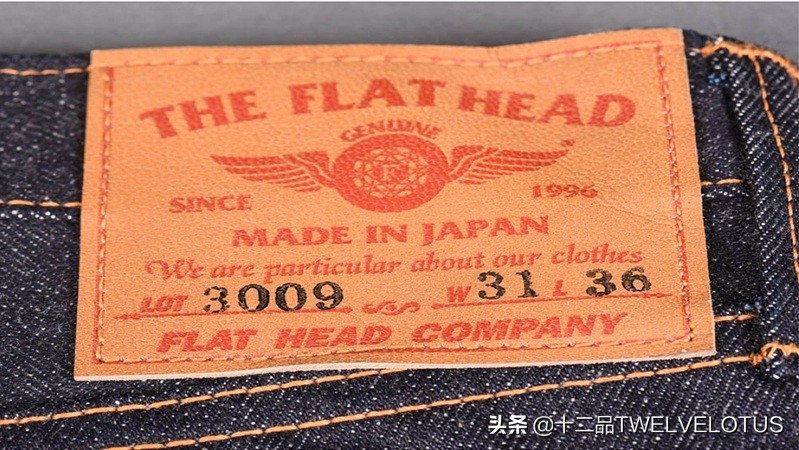 THE FLAT HEAD
GENUINE
F
SINCE 1996
MADE IN JAPAN
We are particular about our clothes
LOT 3009 W 31 L 36
FLAT HEAD COMPANY
头条 @十二品TWELVELOTUS